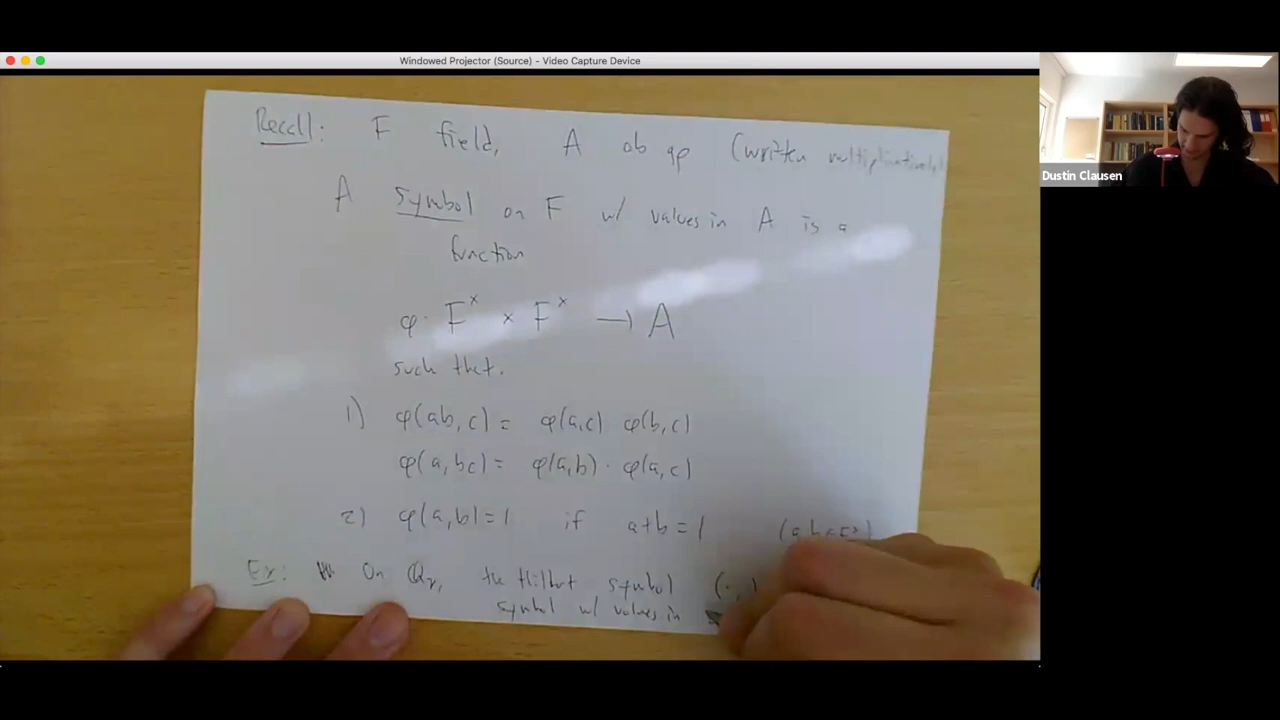 Windowed Projector (Source) - Video Capture Device
Recall: F field, A ab gp (written multiplicatively)
A symbol on F w/ values in A is a
function
φ: F^× × F^× → A
such that.
1) φ(ab, c) = φ(a,c) φ(b,c)
φ(a, bc) = φ(a,b) · φ(a,c)
2) φ(a,b) = 1 if a+b=1 (a,b∈F^×)
Ex: On the Hilbert symbol (·,
symbol w/ values in
Dustin Clausen